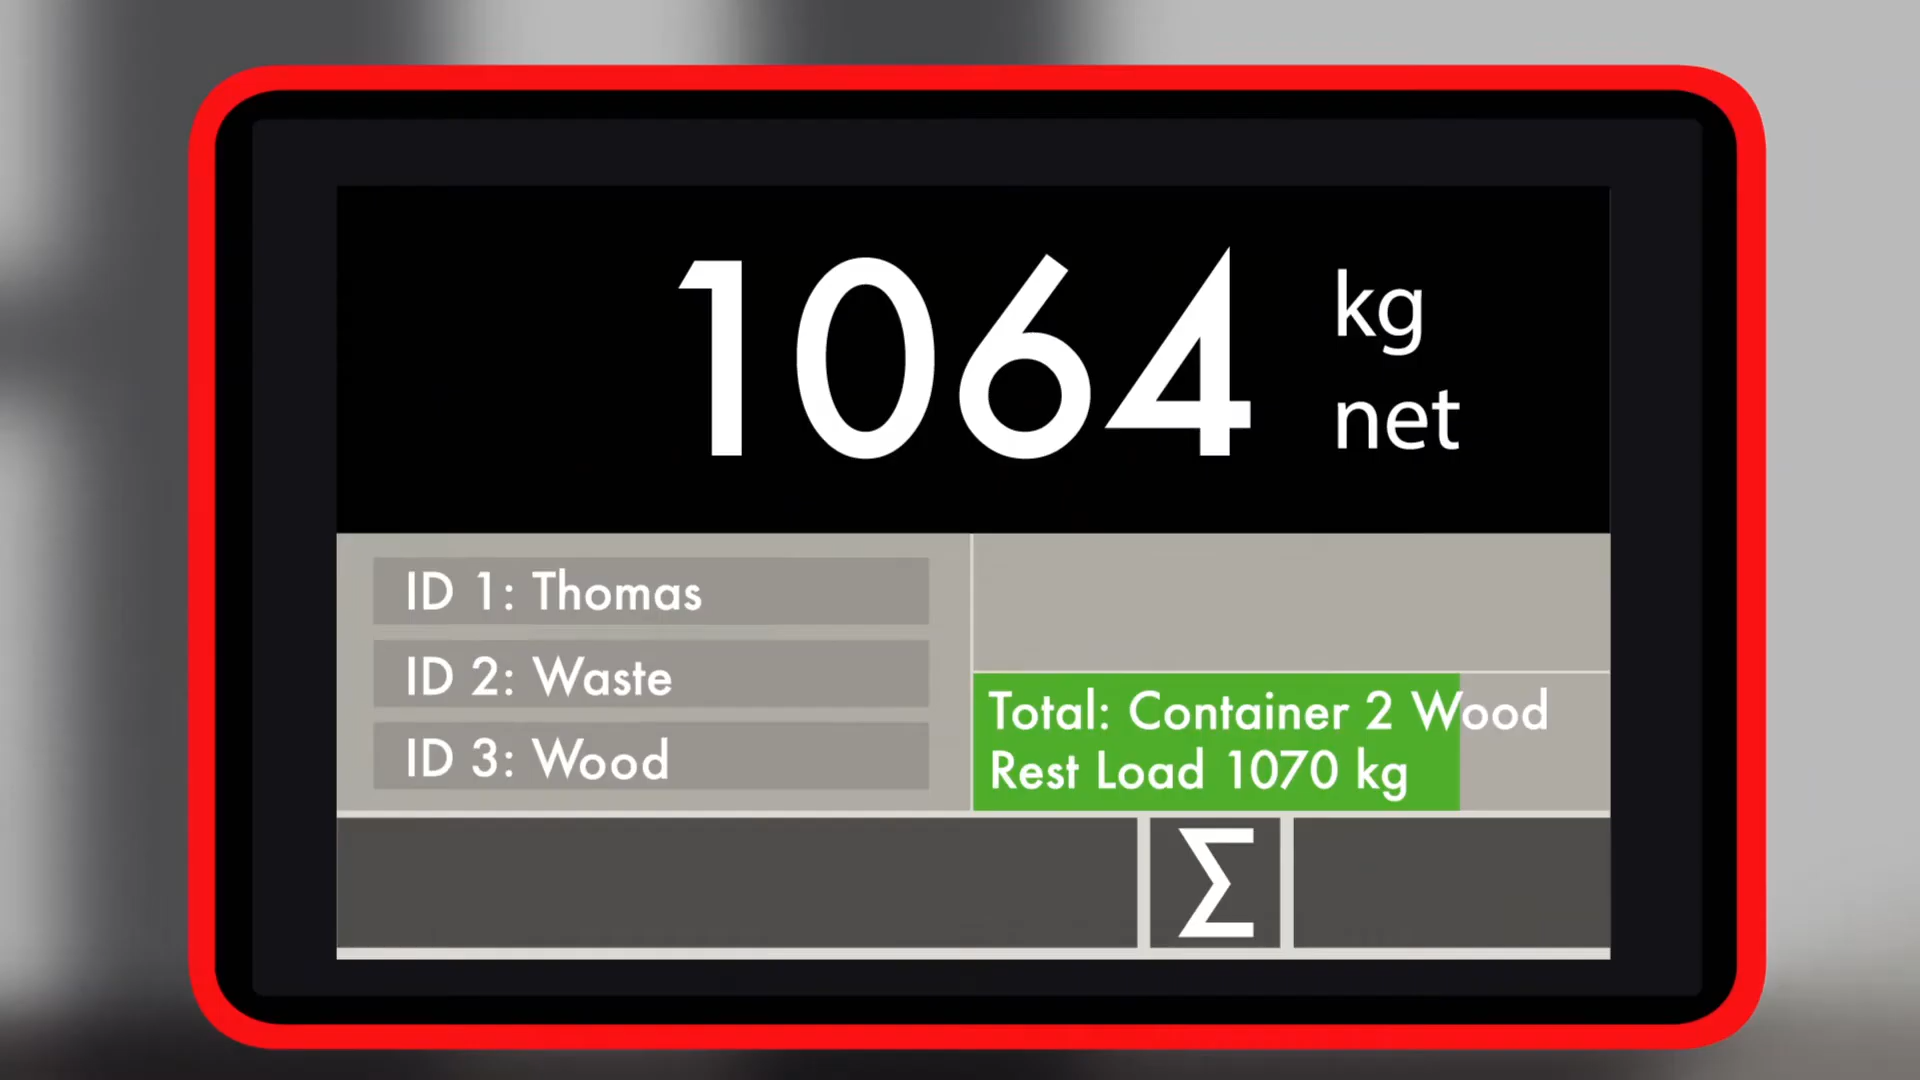 1064 kg
net
ID 1: Thomas
ID 2: Waste
ID 3: Wood
Total: Container 2 Wood
Rest Load 1070 kg
Σ